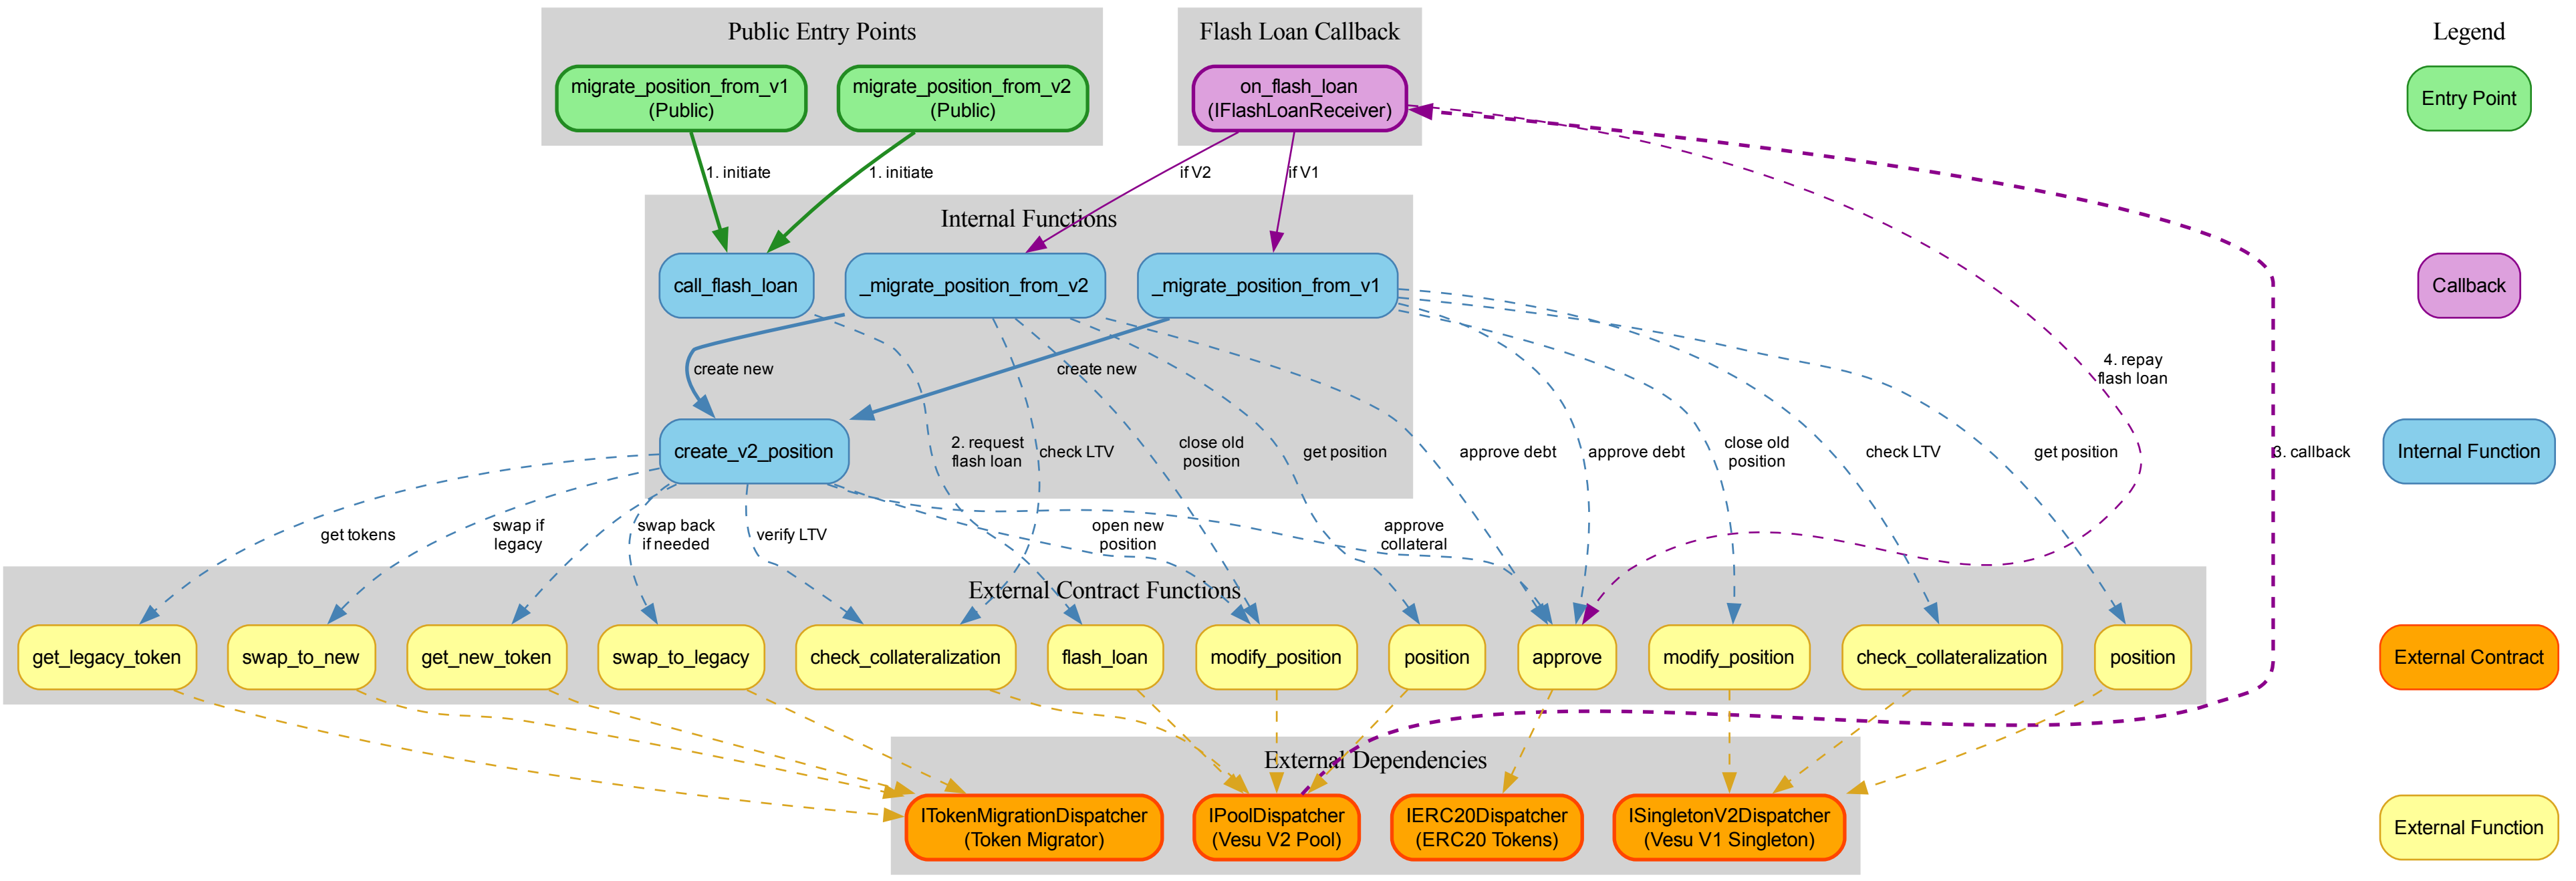 Public Entry Points
Flash Loan Callback
Legend
migrate_position_from_v1
(Public)
migrate_position_from_v2
(Public)
on_flash_loan
(IFlashLoanReceiver)
Entry Point
1. initiate
1. initiate
if V2
if V1
Internal Functions
call_flash_loan
_migrate_position_from_v2
_migrate_position_from_v1
Callback
create new
create new
4. repay
flash loan
create_v2_position
2. request
flash loan
check LTV
close old
position
get position
approve debt
approve debt
close old
position
check LTV
get position
3. callback
Internal Function
get tokens
swap if
legacy
swap back
if needed
verify LTV
open new
position
approve
collateral
External Contract Functions
get_legacy_token
swap_to_new
get_new_token
swap_to_legacy
check_collateralization
flash_loan
modify_position
position
approve
modify_position
check_collateralization
position
External Contract
External Dependencies
ITokenMigrationDispatcher
(Token Migrator)
IPoolDispatcher
(Vesu V2 Pool)
IERC20Dispatcher
(ERC20 Tokens)
ISingletonV2Dispatcher
(Vesu V1 Singleton)
External Function